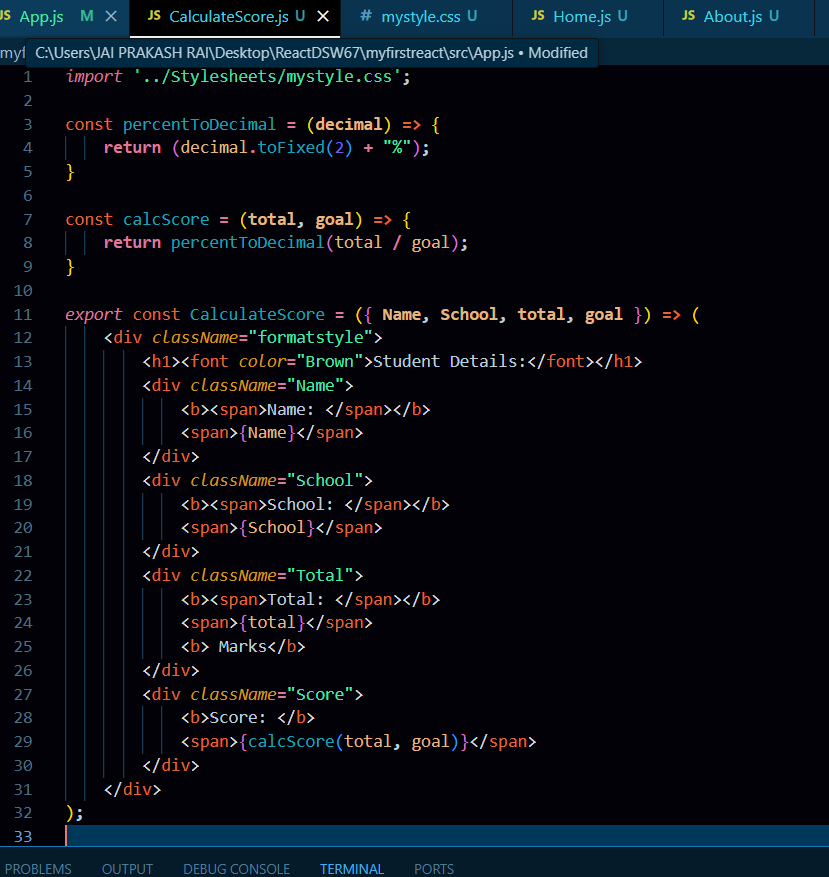 JS App.js M × JS CalculateScore.js U × # mystyle.css U JS Home.js U JS About.js U
myf C:\Users\JAI PRAKASH RAI\Desktop\ReactDSW67\myfirstreact\src\App.js • Modified
1 import '../Stylesheets/mystyle.css';
2
3 const percentToDecimal = (decimal) => {
4     return (decimal.toFixed(2) + "%");
5 }
6
7 const calcScore = (total, goal) => {
8     return percentToDecimal(total / goal);
9 }
10
11 export const CalculateScore = ({ Name, School, total, goal }) => (
12     <div className="formatstyle">
13         <h1><font color="Brown">Student Details:</font></h1>
14         <div className="Name">
15             <b><span>Name: </span></b>
16             <span>{Name}</span>
17         </div>
18         <div className="School">
19             <b><span>School: </span></b>
20             <span>{School}</span>
21         </div>
22         <div className="Total">
23             <b><span>Total: </span></b>
24             <span>{total}</span>
25             <b> Marks</b>
26         </div>
27         <div className="Score">
28             <b>Score: </b>
29             <span>{calcScore(total, goal)}</span>
30         </div>
31     </div>
32 );
33
PROBLEMS OUTPUT DEBUG CONSOLE TERMINAL PORTS